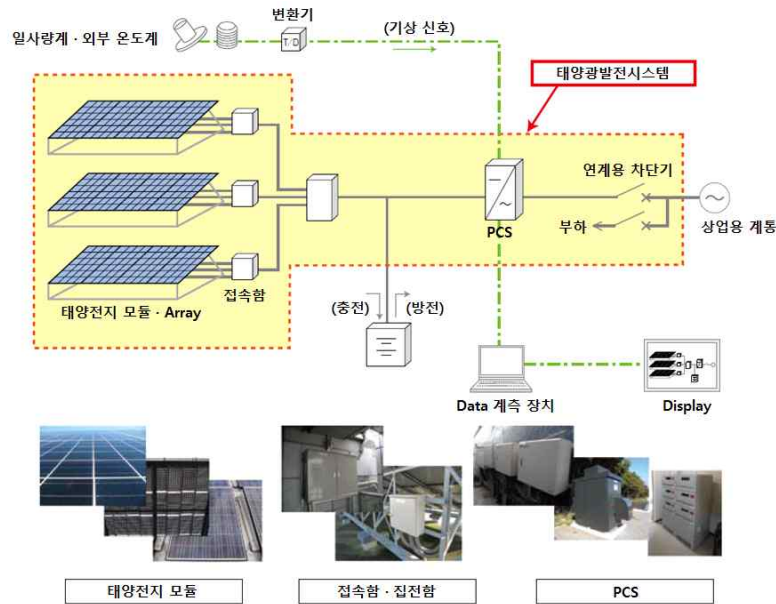 변환기
일사량계 · 외부 온도계
T/D
(기상 신호)
태양광발전시스템
연계용 차단기
PCS
부하
상업용 계통
접속함
태양전지 모듈 · Array
(충전)
(방전)
Data 계측 장치
Display
태양전지 모듈
접속함 · 집전함
PCS